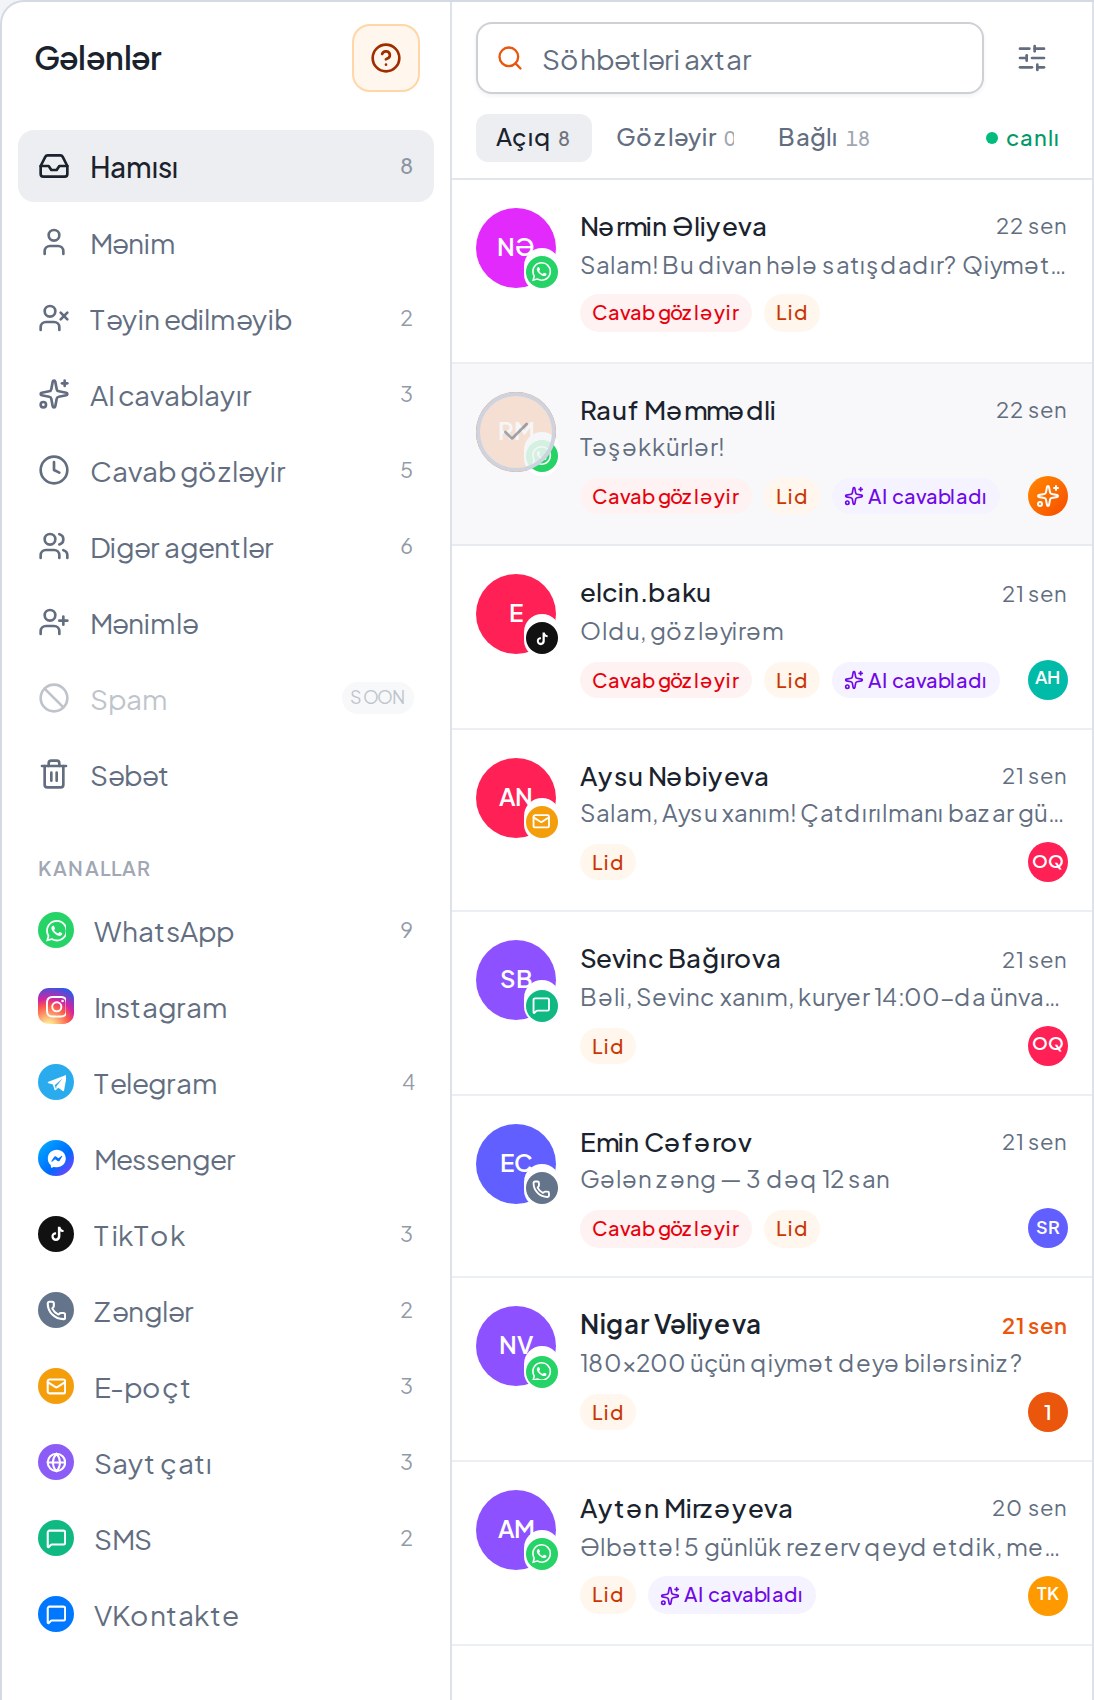 Gələnlər
Hamısı 8
Mənim
Təyin edilməyib 2
AI cavablayır 3
Cavab gözləyir 5
Digər agentlər 6
Mənimlə
Spam SOON
Səbət
KANALLAR
WhatsApp 9
Instagram
Telegram 4
Messenger
TikTok 3
Zənglər 2
E-poçt 3
Sayt çatı 3
SMS 2
VKontakte
Söhbətləri axtar
Açıq 8 Gözləyir 0 Bağlı 18 canlı
NƏ
Nərmin Əliyeva 22 sen
Salam! Bu divan hələ satışdadır? Qiymət...
Cavab gözləyir Lid
RM
Rauf Məmmədli 22 sen
Təşəkkürlər!
Cavab gözləyir Lid AI cavabladı
E
elcin.baku 21 sen
Oldu, gözləyirəm
Cavab gözləyir Lid AI cavabladı AH
AN
Aysu Nəbiyeva 21 sen
Salam, Aysu xanım! Çatdırılmanı bazar gü...
Lid OQ
SB
Sevinc Bağırova 21 sen
Bəli, Sevinc xanım, kuryer 14:00-da ünva...
Lid OQ
EC
Emin Cəfərov 21 sen
Gələn zəng — 3 dəq 12 san
Cavab gözləyir Lid SR
NV
Nigar Vəliyeva 21 sen
180×200 üçün qiymət deyə bilərsiniz?
Lid 1
AM
Aytən Mirzəyeva 20 sen
Əlbəttə! 5 günlük rezerv qeyd etdik, me...
Lid AI cavabladı TK